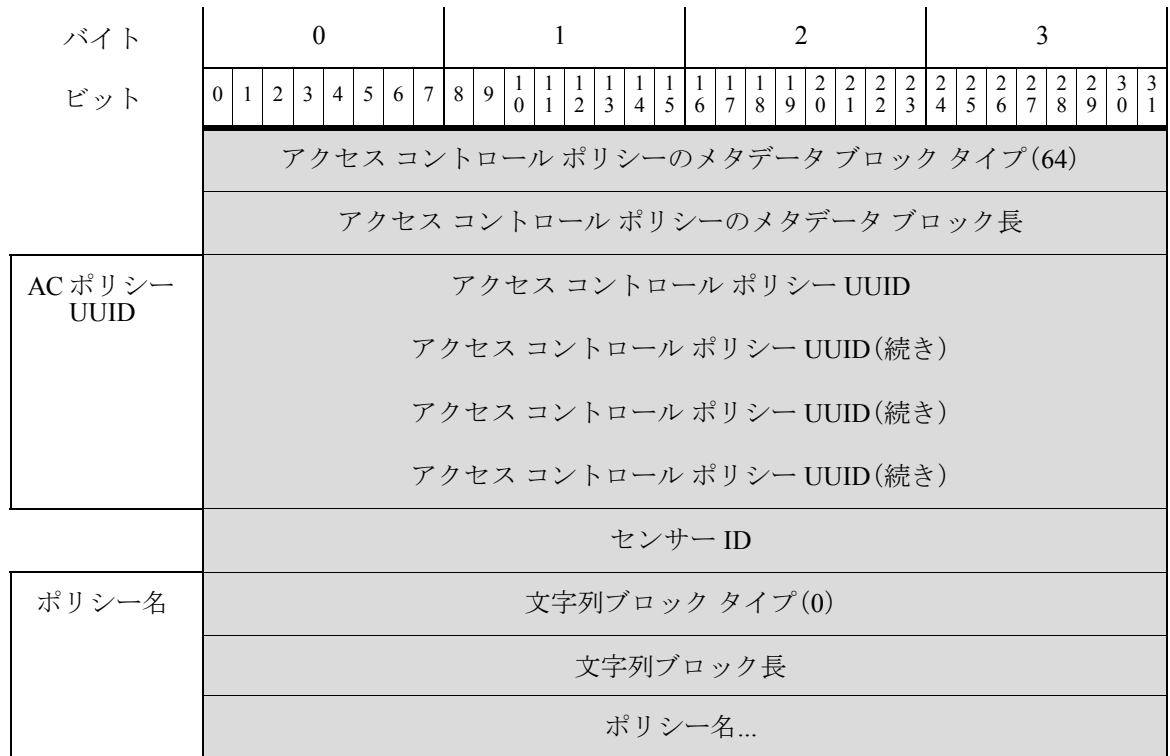 バイト 0 1 2 3
ビット 0 1 2 3 4 5 6 7 8 9 10 11 12 13 14 15 16 17 18 19 20 21 22 23 24 25 26 27 28 29 30 31
アクセス コントロール ポリシーのメタデータ ブロック タイプ(64)
アクセス コントロール ポリシーのメタデータ ブロック長
AC ポリシー
UUID
アクセス コントロール ポリシー UUID
アクセス コントロール ポリシー UUID(続き)
アクセス コントロール ポリシー UUID(続き)
アクセス コントロール ポリシー UUID(続き)
センサー ID
ポリシー名
文字列ブロック タイプ(0)
文字列ブロック長
ポリシー名...